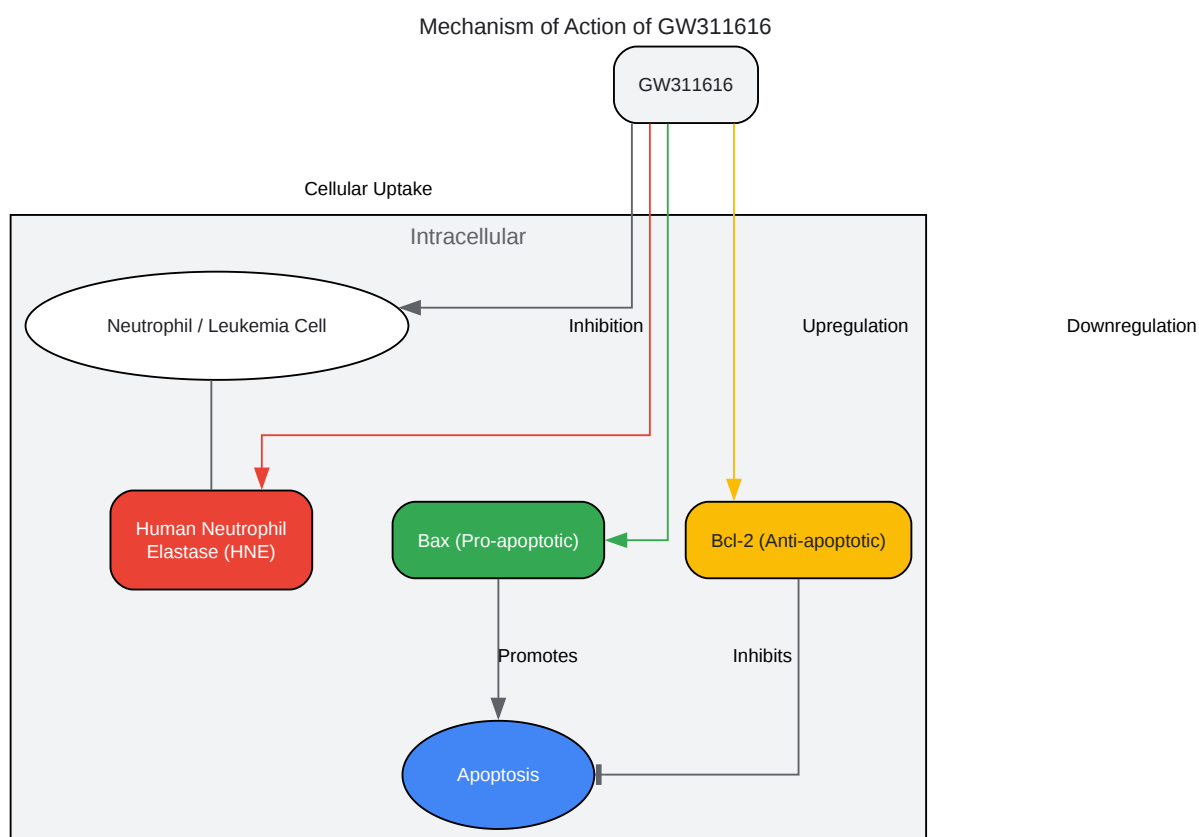 Mechanism of Action of GW311616
GW311616
Cellular Uptake
Intracellular
Neutrophil / Leukemia Cell
Inhibition
Upregulation
Downregulation
Human Neutrophil
Elastase (HNE)
Bax (Pro-apoptotic)
Bcl-2 (Anti-apoptotic)
Promotes
Inhibits
Apoptosis